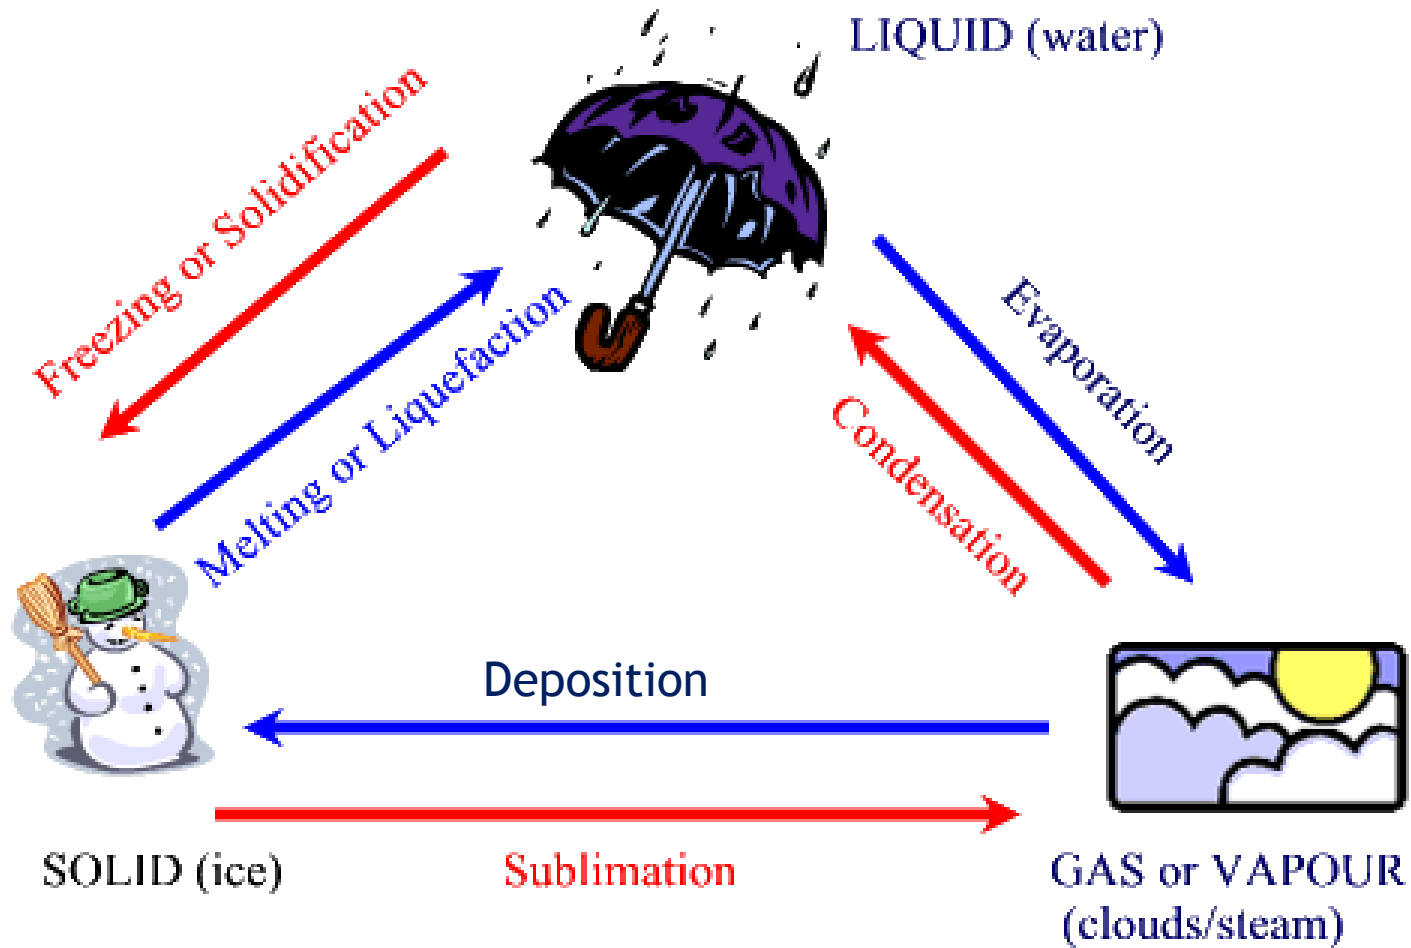 LIQUID (water)
Freezing or Solidification
Melting or Liquefaction
Evaporation
Condensation
Deposition
Sublimation
SOLID (ice)
GAS or VAPOUR
(clouds/steam)